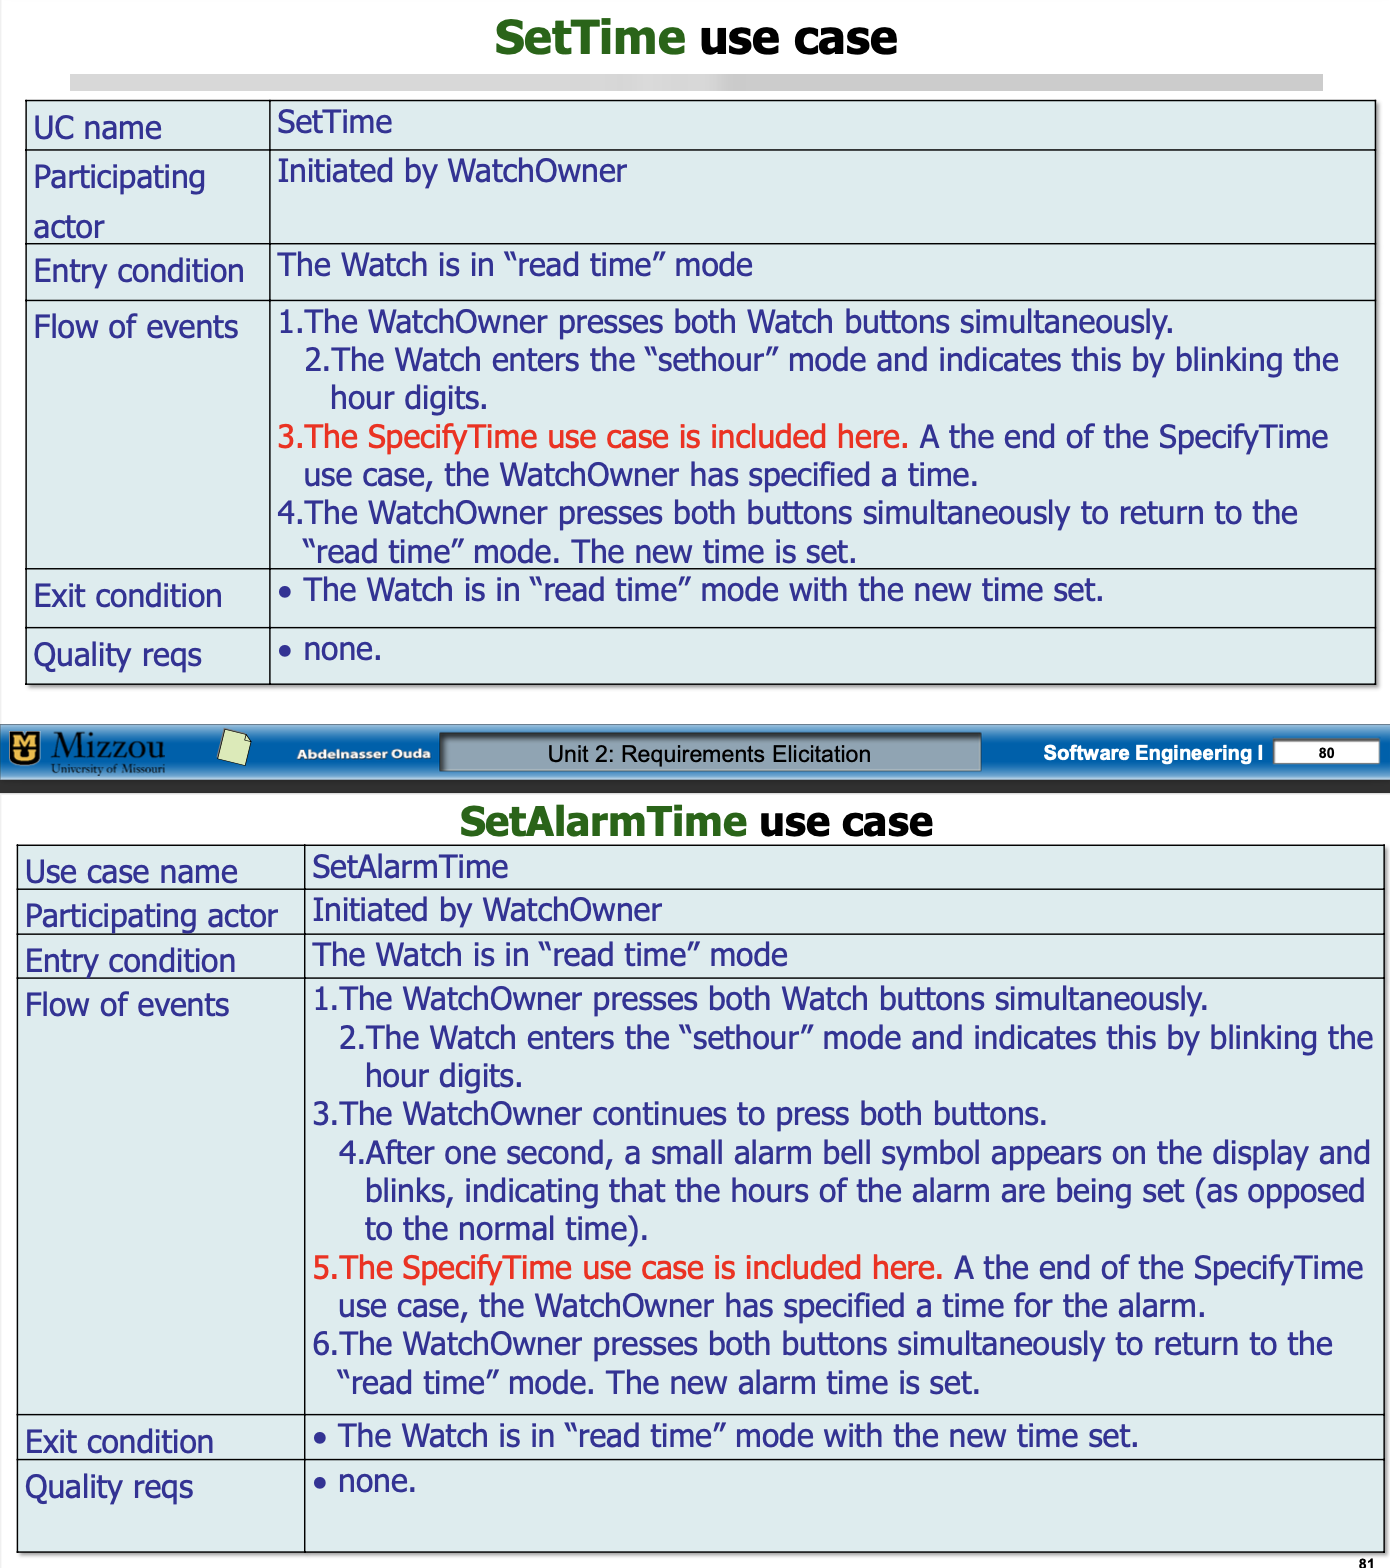 SetTime use case
UC name
SetTime
Participating
actor
Initiated by WatchOwner
Entry condition
The Watch is in “read time” mode
Flow of events
1.The WatchOwner presses both Watch buttons simultaneously.
2.The Watch enters the “sethour” mode and indicates this by blinking the
hour digits.
3.The SpecifyTime use case is included here. A the end of the SpecifyTime
use case, the WatchOwner has specified a time.
4.The WatchOwner presses both buttons simultaneously to return to the
“read time” mode. The new time is set.
Exit condition
• The Watch is in “read time” mode with the new time set.
Quality reqs
• none.
Mizzou
University of Missouri
Abdelnasser Ouda
Unit 2: Requirements Elicitation
Software Engineering I
80
SetAlarmTime use case
Use case name
SetAlarmTime
Participating actor
Initiated by WatchOwner
Entry condition
The Watch is in “read time” mode
Flow of events
1.The WatchOwner presses both Watch buttons simultaneously.
2.The Watch enters the “sethour” mode and indicates this by blinking the
hour digits.
3.The WatchOwner continues to press both buttons.
4.After one second, a small alarm bell symbol appears on the display and
blinks, indicating that the hours of the alarm are being set (as opposed
to the normal time).
5.The SpecifyTime use case is included here. A the end of the SpecifyTime
use case, the WatchOwner has specified a time for the alarm.
6.The WatchOwner presses both buttons simultaneously to return to the
“read time” mode. The new alarm time is set.
Exit condition
• The Watch is in “read time” mode with the new time set.
Quality reqs
• none.
81